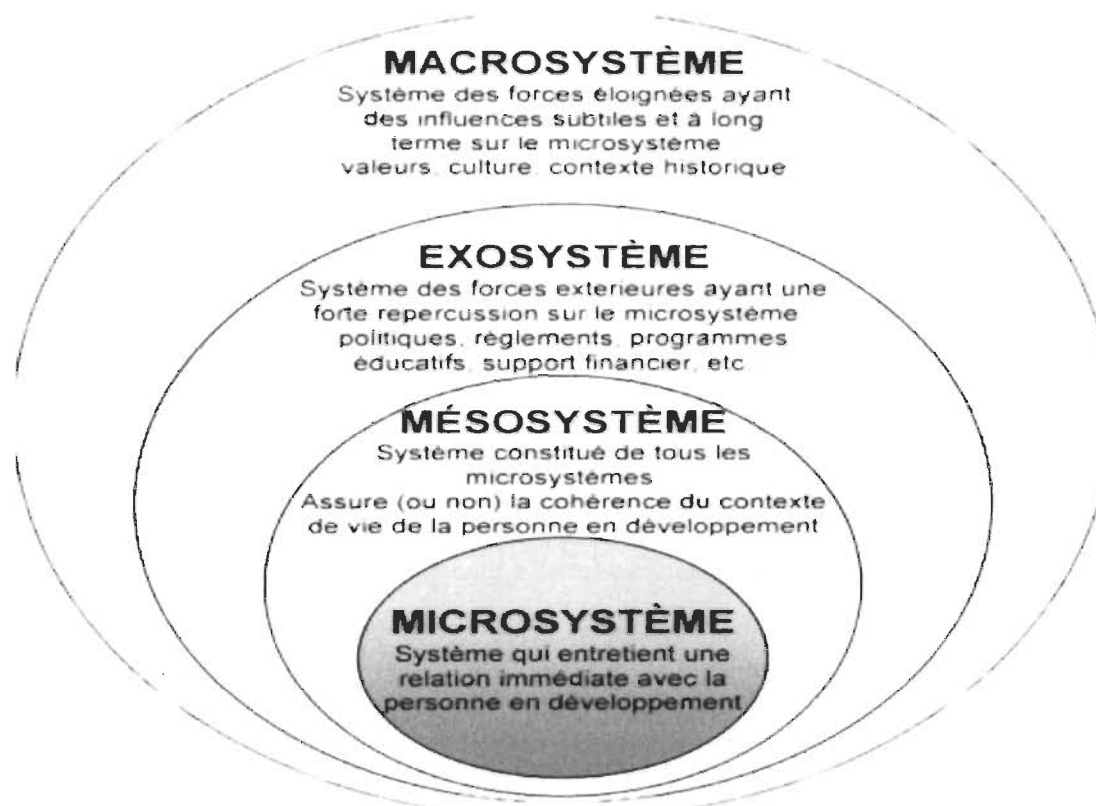 MACROSYSTÈME
Système des forces éloignées ayant
des influences subtiles et à long
terme sur le microsystème
valeurs, culture, contexte historique
EXOSYSTÈME
Système des forces exterieures ayant une
forte repercussion sur le microsystème
politiques, règlements, programmes
éducatifs, support financier, etc
MÉSOSYSTÈME
Système constitué de tous les
microsystèmes
Assure (ou non) la cohérence du contexte
de vie de la personne en développement
MICROSYSTÈME
Système qui entretient une
relation immédiate avec la
personne en développement